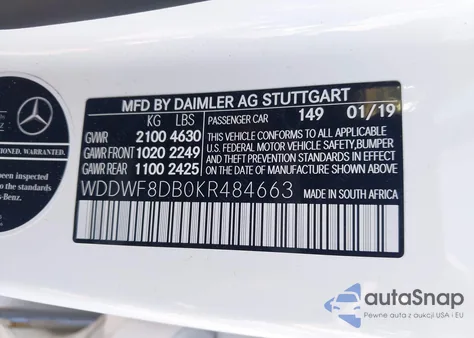 MFD BY DAIMLER AG STUTTGART
KG LBS
GVWR 2100 4630
GAWR FRONT 1020 2249
GAWR REAR 1100 2425
PASSENGER CAR 149 01/19
THIS VEHICLE CONFORMS TO ALL APPLICABLE
U.S. FEDERAL MOTOR VEHICLE SAFETY, BUMPER,
AND THEFT PREVENTION STANDARDS IN EFFECT
ON THE DATE OF MANUFACTURE SHOWN ABOVE.
WDDWF8DB0KR484663 MADE IN SOUTH AFRICA
TIONED. WARRANTED.
been inspected
to the standards
s-Benz.
autaSnap
Pewne auta z aukcji USA i EU